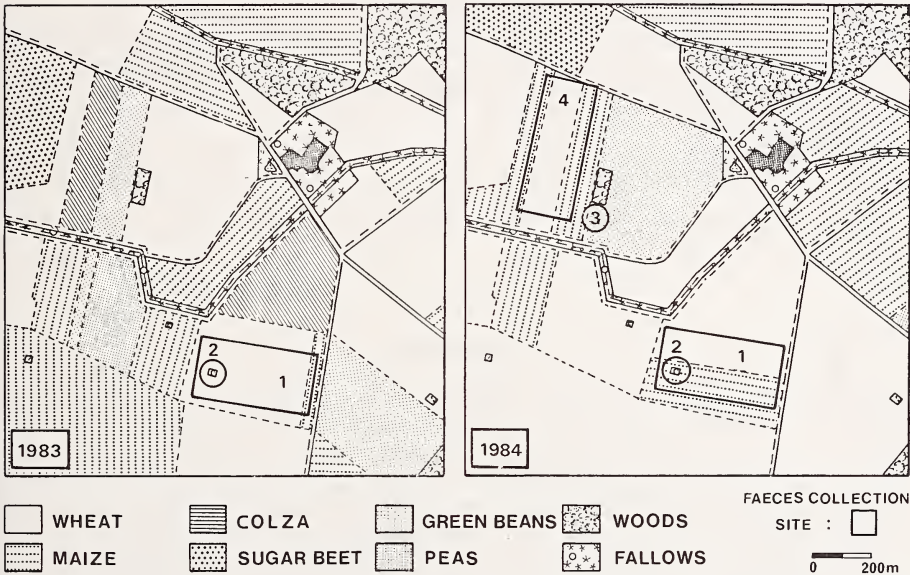 4
3
2
1
2
1
1983
1984
WHEAT
COLZA
GREEN BEANS
WOODS
FAECES COLLECTION
SITE :
MAIZE
SUGAR BEET
PEAS
FALLOWS
0 200m